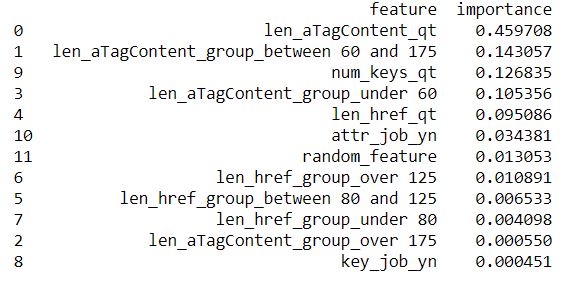 feature importance
0 len_aTagContent_qt 0.459708
1 len_aTagContent_group_between 60 and 175 0.143057
9 num_keys_qt 0.126835
3 len_aTagContent_group_under 60 0.105356
4 len_href_qt 0.095086
10 attr_job_yn 0.034381
11 random_feature 0.013053
6 len_href_group_over 125 0.010891
5 len_href_group_between 80 and 125 0.006533
7 len_href_group_under 80 0.004098
2 len_aTagContent_group_over 175 0.000550
8 key_job_yn 0.000451